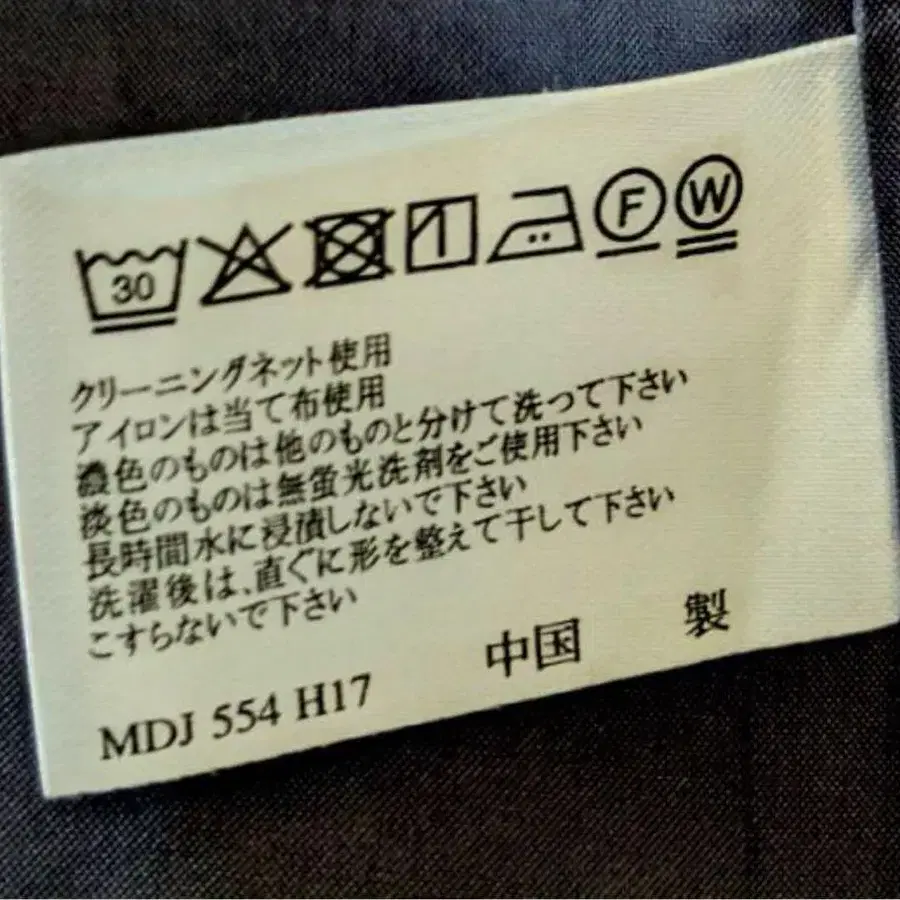 30 F W
クリーニングネット使用
アイロンは当て布使用
濃色のものは他のものと分けて洗って下さい
淡色のものは無蛍光洗剤をご使用下さい
長時間水に浸漬しないで下さい
洗濯後は、直ぐに形を整えて干して下さい
こすらないで下さい
中国 製
MDJ 554 H17